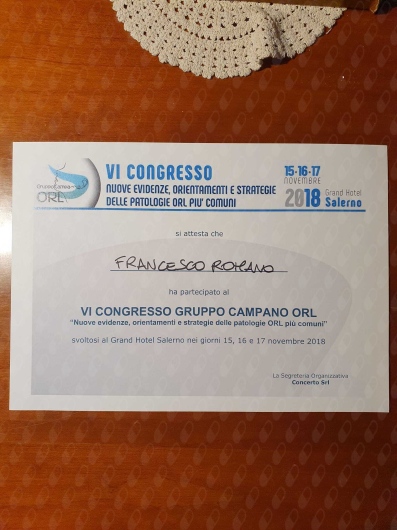 VI CONGRESSO
NUOVE EVIDENZE, ORIENTAMENTI E STRATEGIE
DELLE PATOLOGIE ORL PIU' COMUNI
15-16-17
NOVEMBRE
2018 Grand Hotel
Salerno
GruppoCampano
ORL
si attesta che
FRANCESCO ROMANO
ha partecipato al
VI CONGRESSO GRUPPO CAMPANO ORL
"Nuove evidenze, orientamenti e strategie delle patologie ORL più comuni"
svoltosi al Grand Hotel Salerno nei giorni 15, 16 e 17 novembre 2018
La Segreteria Organizzativa
Concerto Srl